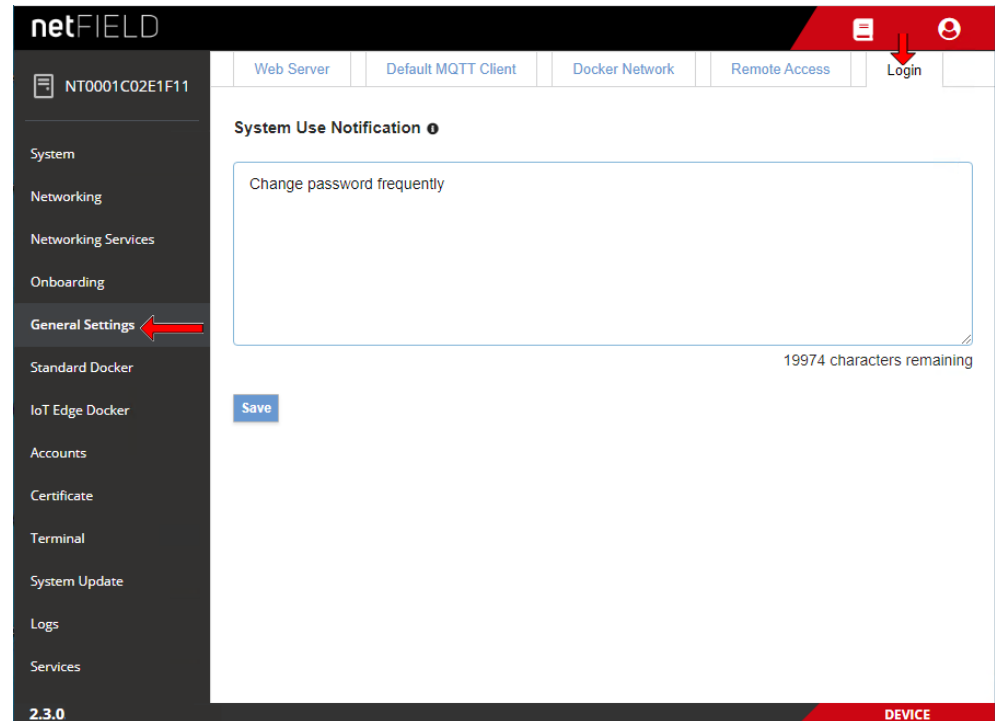 netFIELD
NT0001C02E1F11
System
Networking
Networking Services
Onboarding
General Settings
Standard Docker
IoT Edge Docker
Accounts
Certificate
Terminal
System Update
Logs
Services
2.3.0
Web Server Default MQTT Client Docker Network Remote Access Login
System Use Notification
Change password frequently
19974 characters remaining
Save
DEVICE